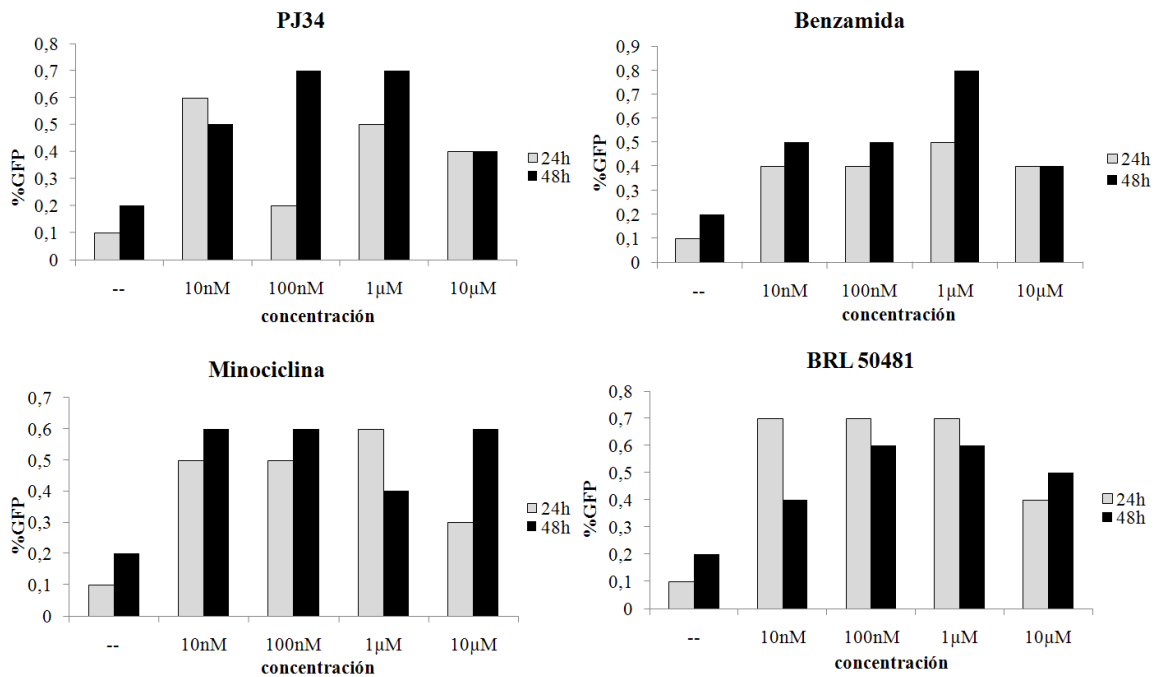 PJ34
0,8
0,7
0,6
0,5
0,4
0,3
0,2
0,1
0
%GFP
24h
48h
-- 10nM 100nM 1µM 10µM
concentración
Benzamida
0,9
0,8
0,7
0,6
0,5
0,4
0,3
0,2
0,1
0
%GFP
24h
48h
-- 10nM 100nM 1µM 10µM
concentración
Minociclina
0,7
0,6
0,5
0,4
0,3
0,2
0,1
0
%GFP
24h
48h
-- 10nM 100nM 1µM 10µM
concentración
BRL 50481
0,8
0,7
0,6
0,5
0,4
0,3
0,2
0,1
0
%GFP
24h
48h
-- 10nM 100nM 1µM 10µM
concentración